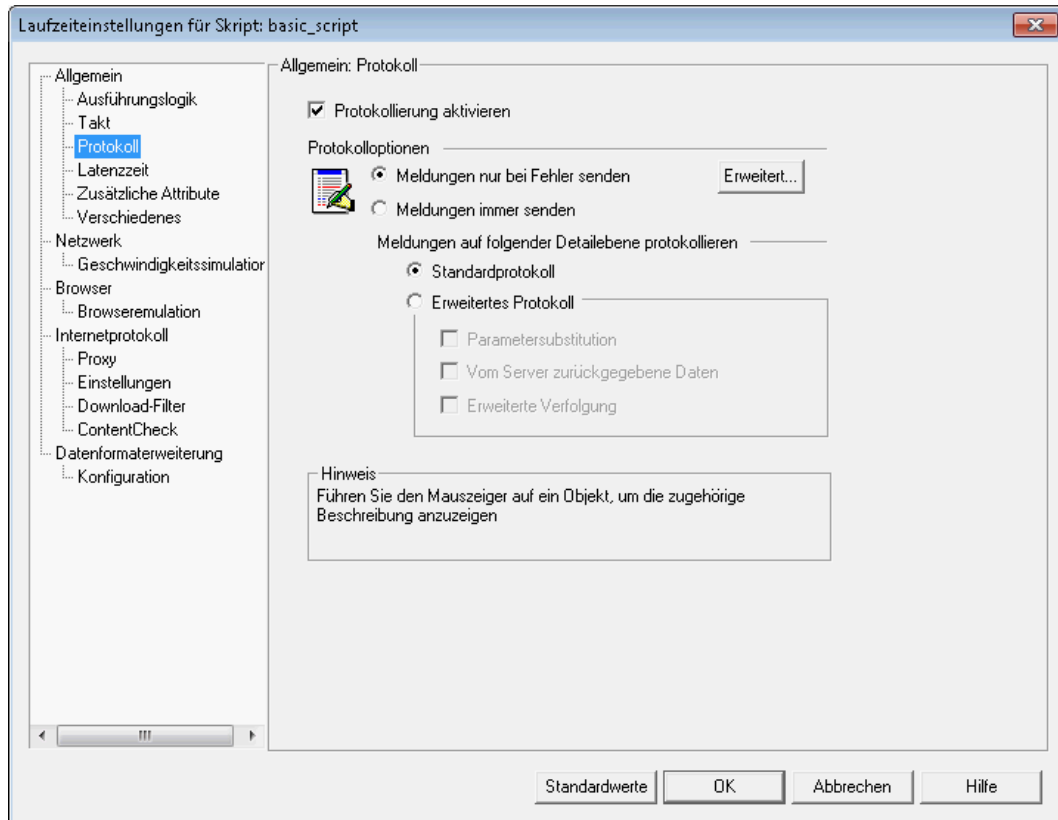 Laufzeiteinstellungen für Skript: basic_script
Allgemein
Ausführungslogik
Takt
Protokoll
Latenzzeit
Zusätzliche Attribute
Verschiedenes
Netzwerk
Geschwindigkeitssimulation
Browser
Browseremulation
Internetprotokoll
Proxy
Einstellungen
Download-Filter
ContentCheck
Datenformaterweiterung
Konfiguration
Allgemein: Protokoll
Protokollierung aktivieren
Protokolloptionen
Meldungen nur bei Fehler senden
Erweitert...
Meldungen immer senden
Meldungen auf folgender Detailebene protokollieren
Standardprotokoll
Erweitertes Protokoll
Parametersubstitution
Vom Server zurückgegebene Daten
Erweiterte Verfolgung
Hinweis
Führen Sie den Mauszeiger auf ein Objekt, um die zugehörige
Beschreibung anzuzeigen
Standardwerte
OK
Abbrechen
Hilfe